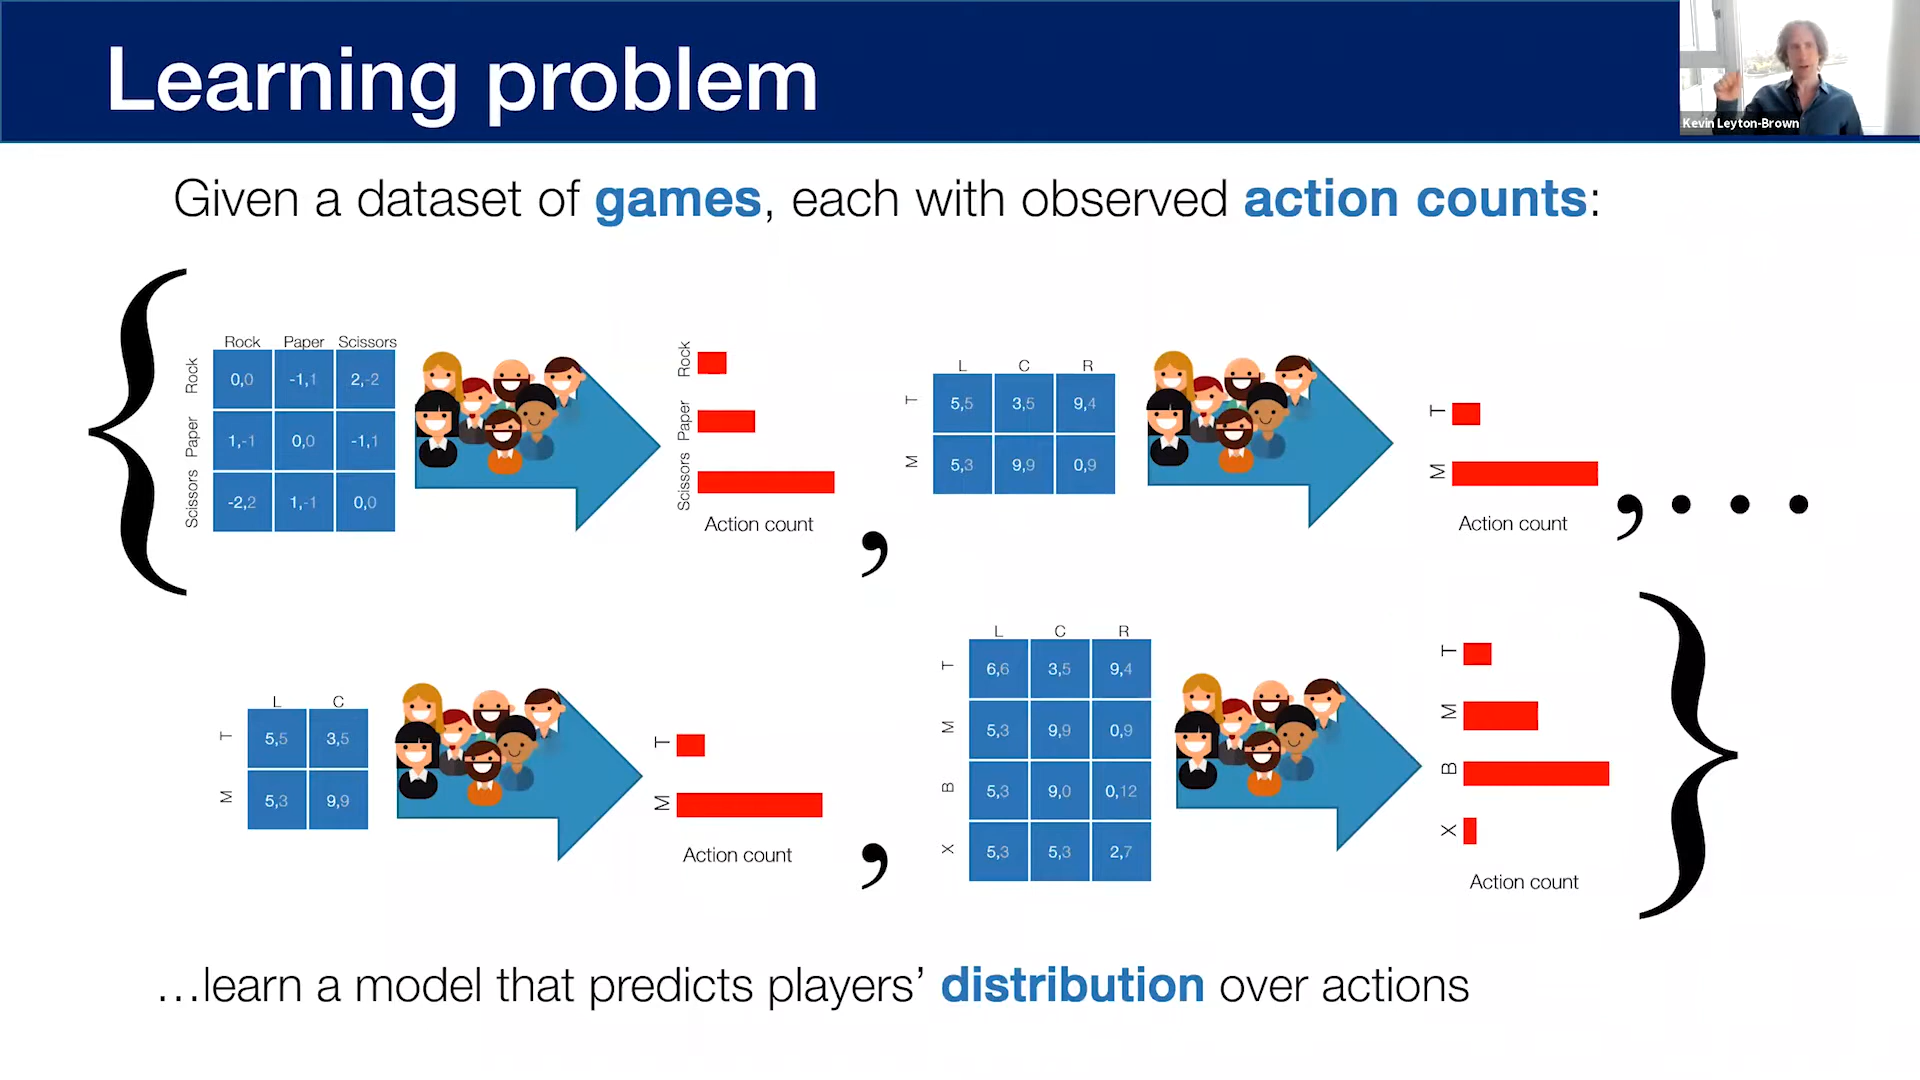 Learning problem
Kevin Leyton-Brown
Given a dataset of games, each with observed action counts:
Rock Paper Scissors
Rock 0,0 -1,1 2,-2
Paper 1,-1 0,0 -1,1
Scissors -2,2 1,-1 0,0
Rock
Paper
Scissors
Action count
,
L C R
T 5,5 3,5 9,4
M 5,3 9,9 0,9
T
M
Action count
, . . .
L C
T 5,5 3,5
M 5,3 9,9
T
M
Action count
,
L C R
T 6,6 3,5 9,4
M 5,3 9,9 0,9
B 5,3 9,0 0,12
X 5,3 5,3 2,7
T
M
B
X
Action count
...learn a model that predicts players’ distribution over actions